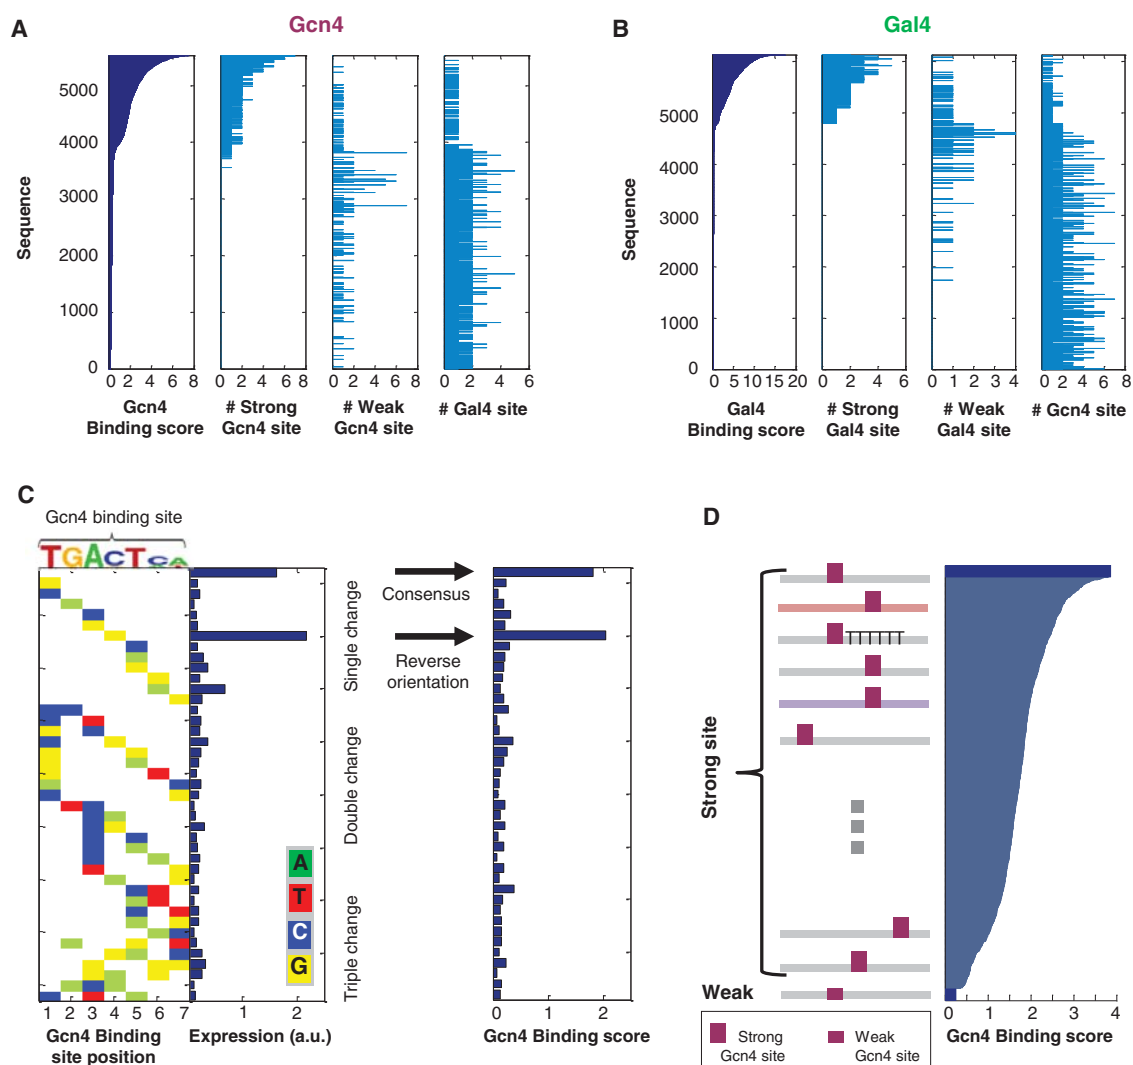 A
Gcn4
Sequence
5000
4000
3000
2000
1000
0
0 2 4 6 8
Gcn4
Binding score
0 2 4 6 8
# Strong
Gcn4 site
0 2 4 6 8
# Weak
Gcn4 site
0 2 4 6
# Gal4 site
B
Gal4
Sequence
5000
4000
3000
2000
1000
0
0 5 10 15 20
Gal4
Binding score
0 2 4 6
# Strong
Gal4 site
0 1 2 3 4
# Weak
Gal4 site
0 2 4 6 8
# Gcn4 site
C
Gcn4 binding site
TGACTCA
1 2 3 4 5 6 7
Gcn4 Binding
site position
A
T
C
G
1 2
Expression (a.u.)
Single change
Double change
Triple change
Consensus
Reverse
orientation
0 1 2
Gcn4 Binding score
D
Strong site
Weak
Strong
Gcn4 site
Weak
Gcn4 site
0 1 2 3 4
Gcn4 Binding score